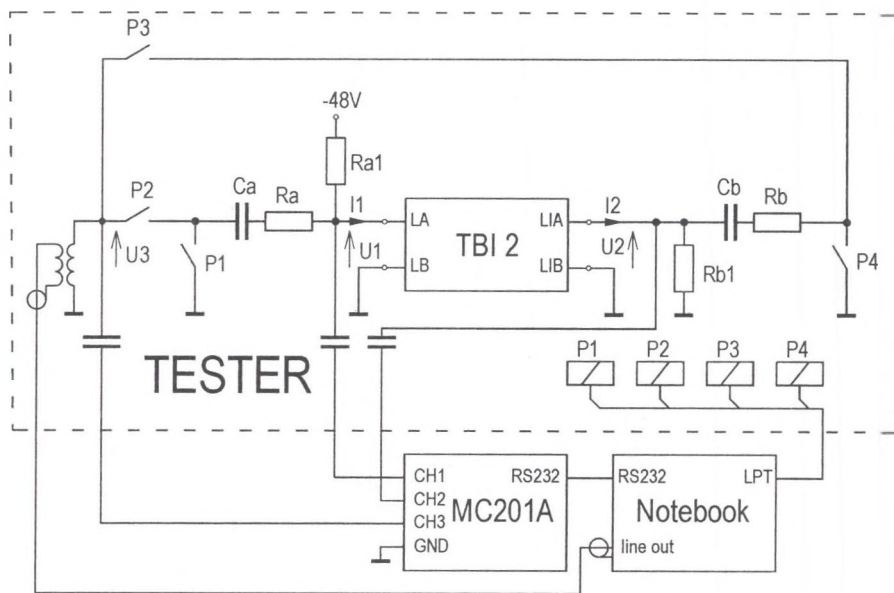 P3
-48V
Ra1
P2
Ca
Ra
I1
LA
LIA
I2
Cb
Rb
U3
P1
U1
TBI 2
U2
LB
LIB
Rb1
P4
TESTER
P1
P2
P3
P4
CH1
RS232
RS232
LPT
CH2
MC201A
Notebook
CH3
GND
line out